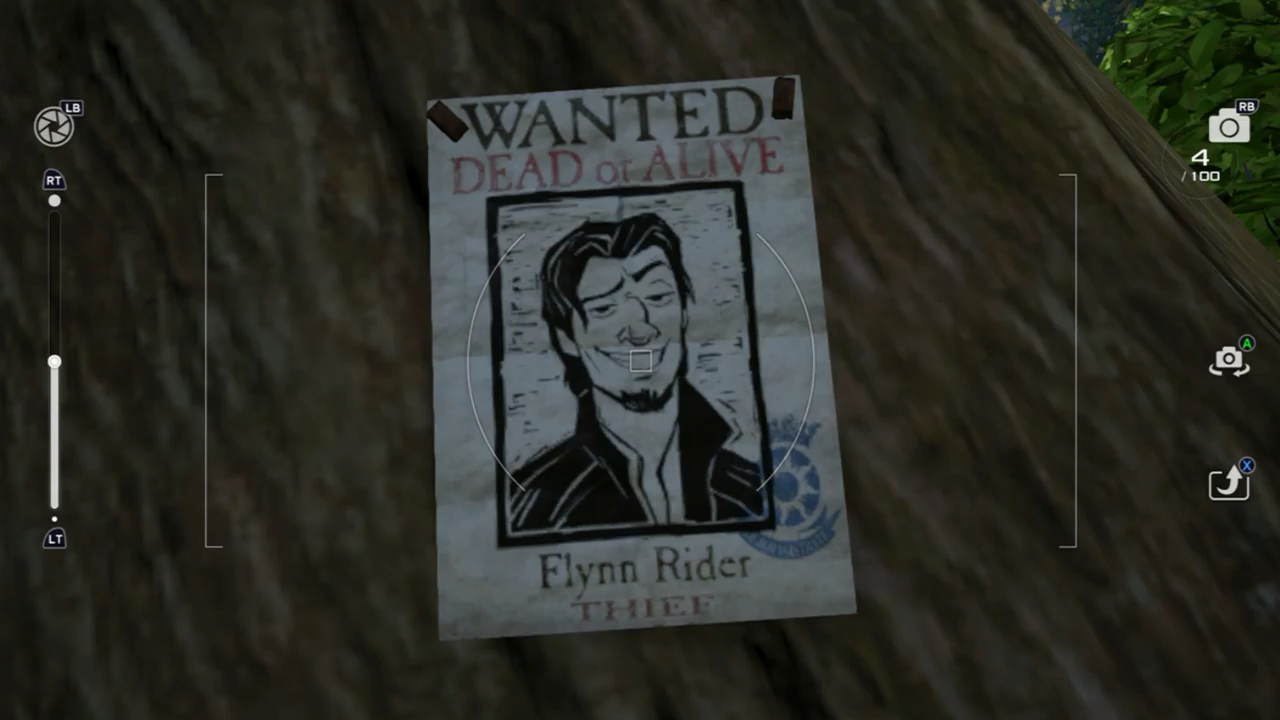 LB
RT
LT
WANTED
DEAD or ALIVE
Flynn Rider
THIEF
RB
4
/ 100
A
X